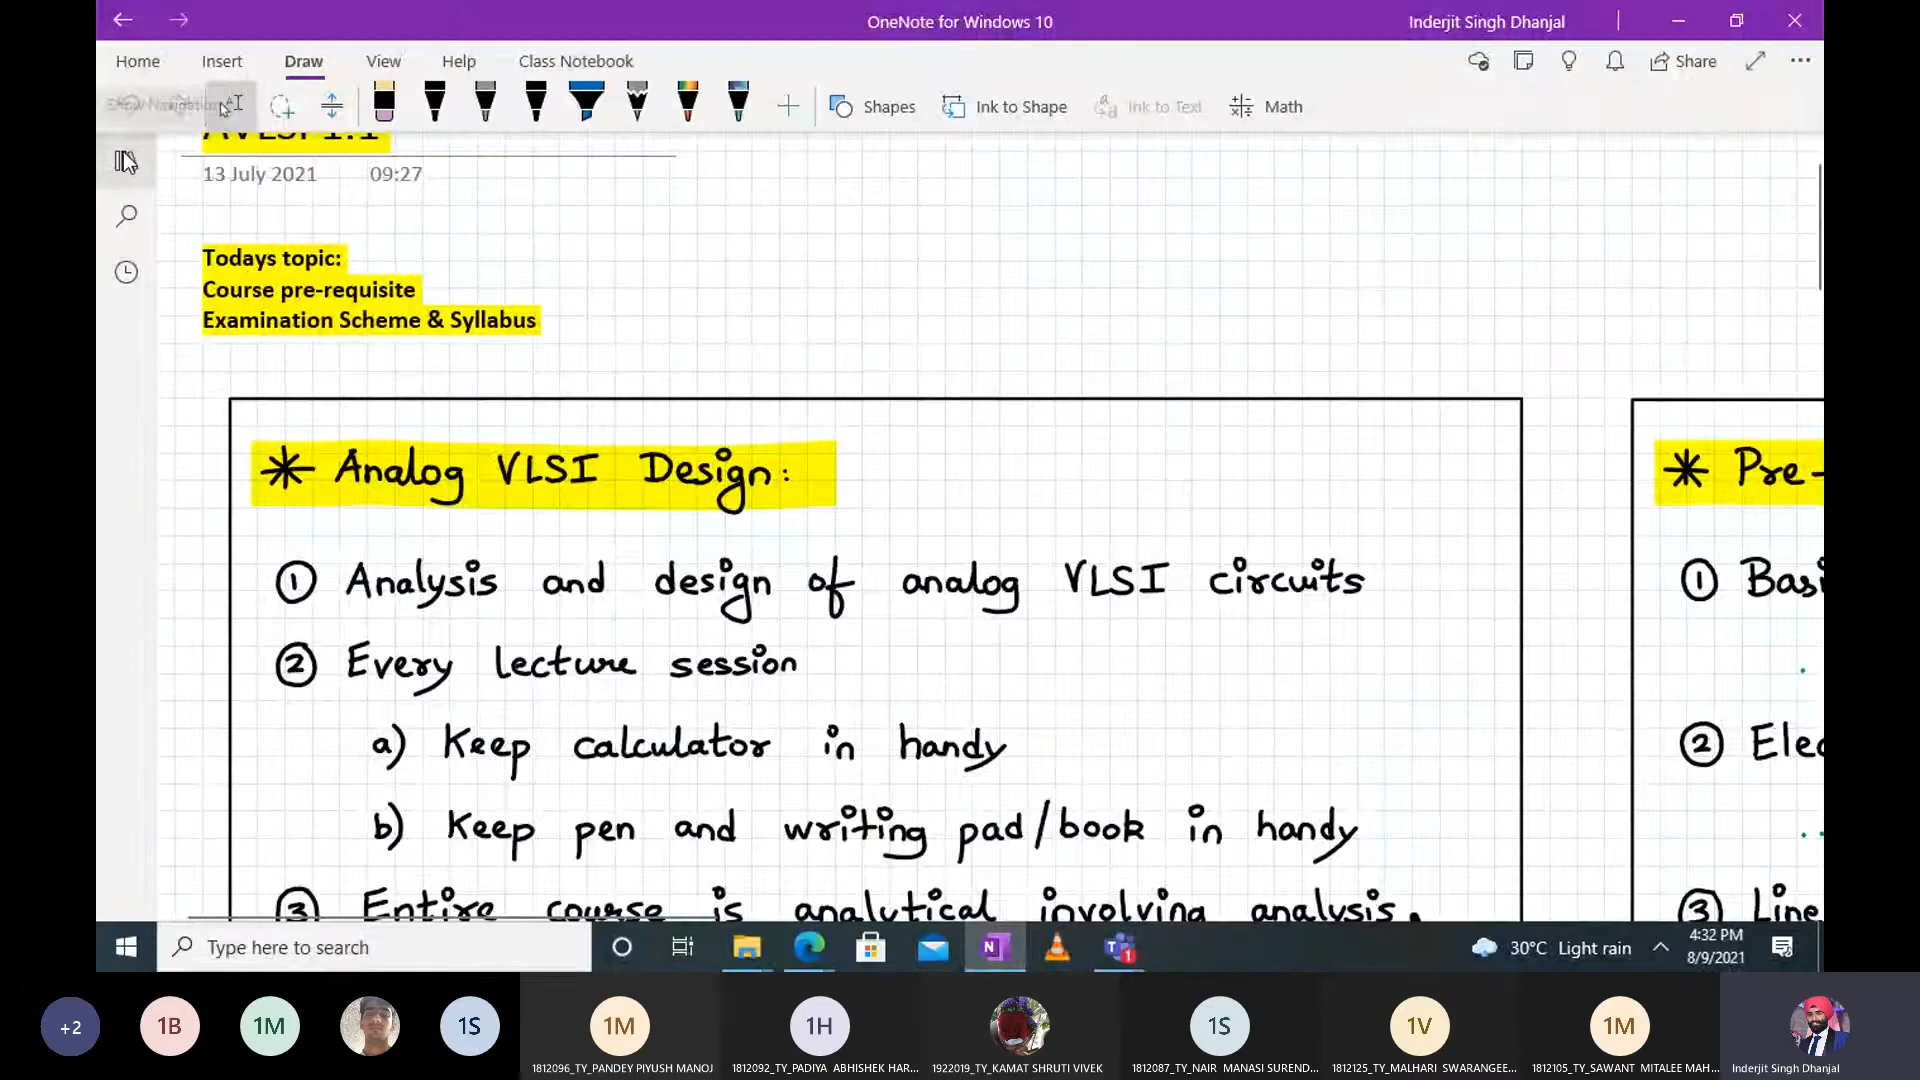 OneNote for Windows 10
Inderjit Singh Dhanjal
Home Insert Draw View Help Class Notebook
Share
Shapes Ink to Shape Ink to Text Math
13 July 2021 09:27
Todays topic:
Course pre-requisite
Examination Scheme & Syllabus
* Analog VLSI Design:
① Analysis and design of analog VLSI circuits
② Every lecture session
a) Keep calculator in handy
b) Keep pen and writing pad/book in handy
③ Entire course is analytical involving analysis.
* Pre-
① Basi
② Elec
③ Line
Type here to search
30°C Light rain
4:32 PM
8/9/2021
+2 1B 1M 1S 1M 1H 1S 1V 1M
1812096_TY_PANDEY PIYUSH MANOJ
1812092_TY_PADIYA ABHISHEK HAR...
1922019_TY_KAMAT SHRUTI VIVEK
1812087_TY_NAIR MANASI SUREND...
1812125_TY_MALHARI SWARANGEE...
1812105_TY_SAWANT MITALEE MAH...
Inderjit Singh Dhanjal